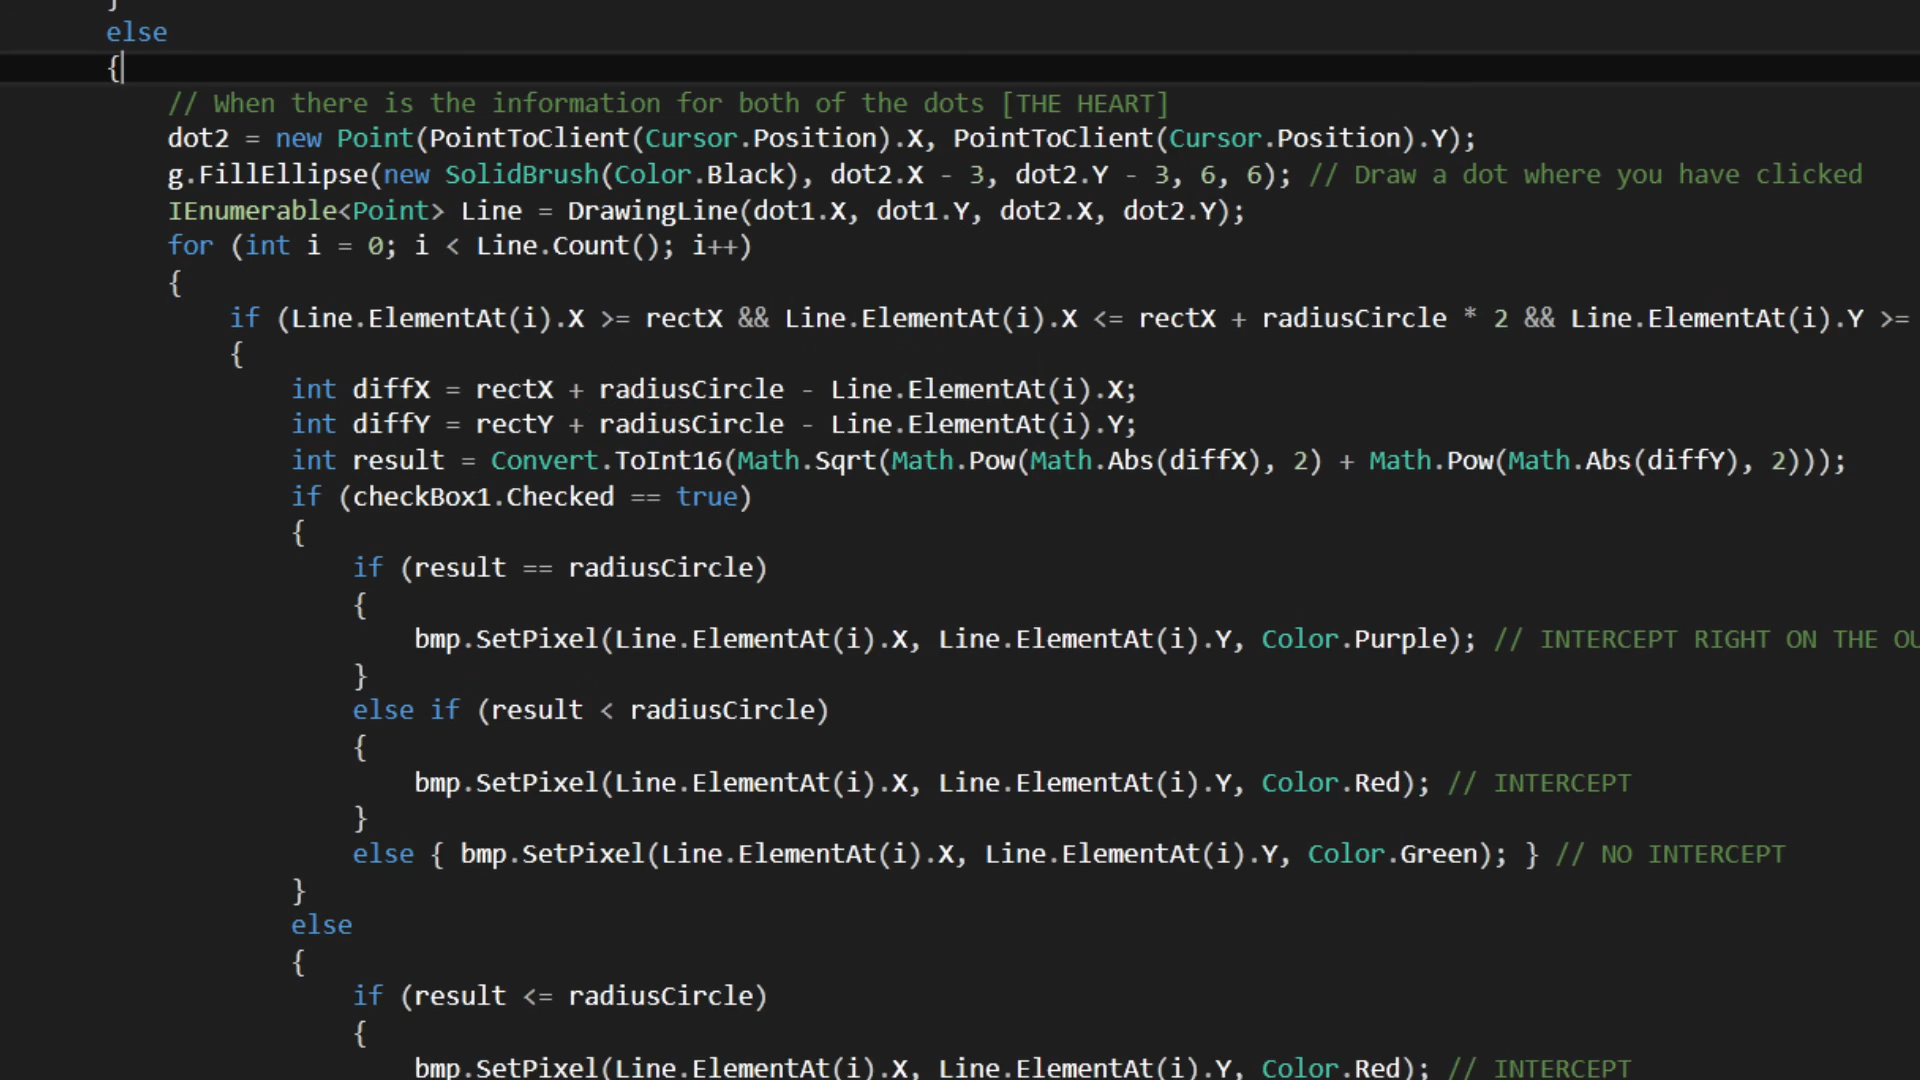 }
else
{
// When there is the information for both of the dots [THE HEART]
dot2 = new Point(PointToClient(Cursor.Position).X, PointToClient(Cursor.Position).Y);
g.FillEllipse(new SolidBrush(Color.Black), dot2.X - 3, dot2.Y - 3, 6, 6); // Draw a dot where you have clicked
IEnumerable<Point> Line = DrawingLine(dot1.X, dot1.Y, dot2.X, dot2.Y);
for (int i = 0; i < Line.Count(); i++)
{
if (Line.ElementAt(i).X >= rectX && Line.ElementAt(i).X <= rectX + radiusCircle * 2 && Line.ElementAt(i).Y >=
{
int diffX = rectX + radiusCircle - Line.ElementAt(i).X;
int diffY = rectY + radiusCircle - Line.ElementAt(i).Y;
int result = Convert.ToInt16(Math.Sqrt(Math.Pow(Math.Abs(diffX), 2) + Math.Pow(Math.Abs(diffY), 2)));
if (checkBox1.Checked == true)
{
if (result == radiusCircle)
{
bmp.SetPixel(Line.ElementAt(i).X, Line.ElementAt(i).Y, Color.Purple); // INTERCEPT RIGHT ON THE
}
else if (result < radiusCircle)
{
bmp.SetPixel(Line.ElementAt(i).X, Line.ElementAt(i).Y, Color.Red); // INTERCEPT
}
else { bmp.SetPixel(Line.ElementAt(i).X, Line.ElementAt(i).Y, Color.Green); } // NO INTERCEPT
}
else
{
if (result <= radiusCircle)
{
bmp.SetPixel(Line.ElementAt(i).X, Line.ElementAt(i).Y, Color.Red); // INTERCEPT